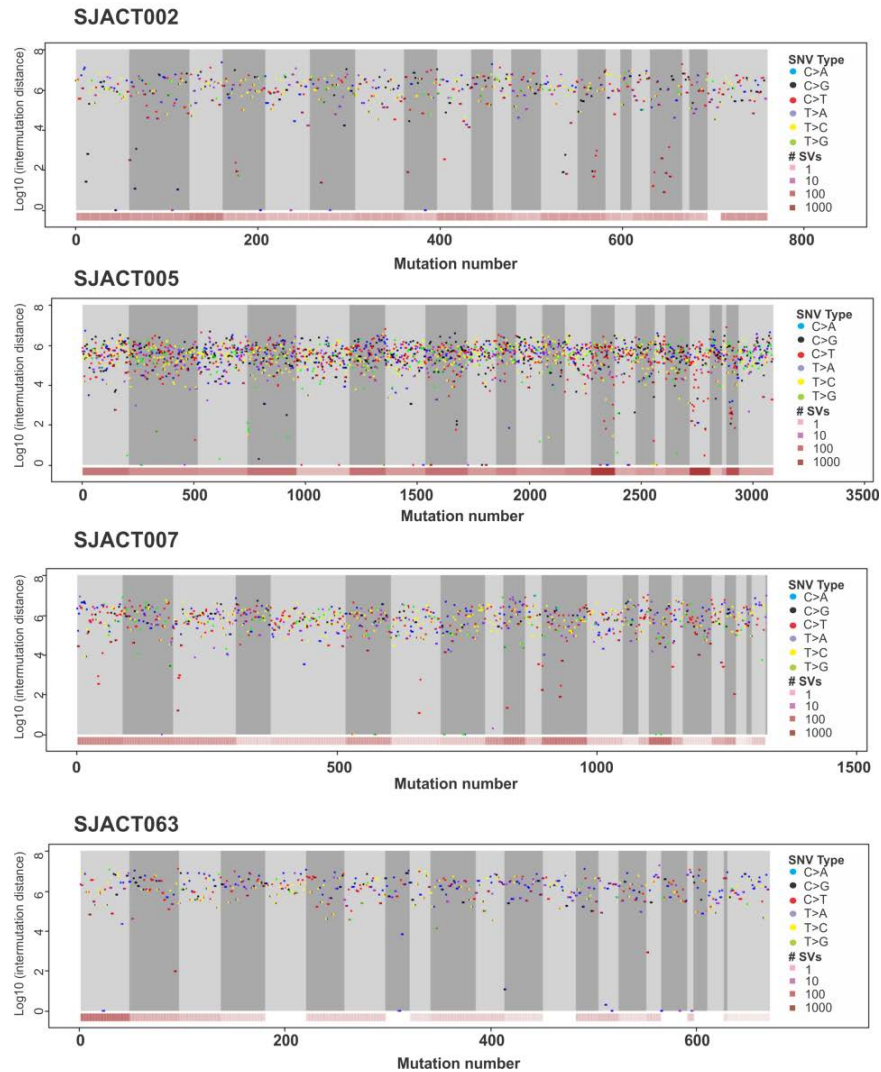 SJACT002
Log10 (intermutation distance)
8
6
4
2
0
0
200
400
600
800
Mutation number
SNV Type
C>A
C>G
C>T
T>A
T>C
T>G
# SVs
1
10
100
1000
SJACT005
Log10 (intermutation distance)
8
6
4
2
0
0
500
1000
1500
2000
2500
3000
3500
Mutation number
SNV Type
C>A
C>G
C>T
T>A
T>C
T>G
# SVs
1
10
100
1000
SJACT007
Log10 (intermutation distance)
8
6
4
2
0
0
500
1000
1500
Mutation number
SNV Type
C>A
C>G
C>T
T>A
T>C
T>G
# SVs
1
10
100
1000
SJACT063
Log10 (intermutation distance)
8
6
4
2
0
0
200
400
600
Mutation number
SNV Type
C>A
C>G
C>T
T>A
T>C
T>G
# SVs
1
10
100
1000